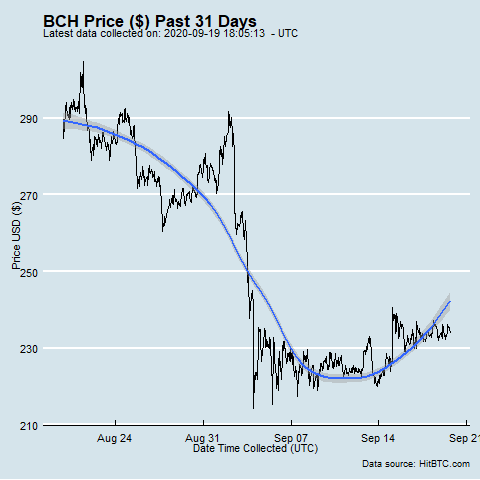 BCH Price ($) Past 31 Days
Latest data collected on: 2020-09-19 18:05:13 - UTC
Price USD ($)
290
270
250
230
210
Aug 24 Aug 31 Sep 07 Sep 14 Sep 21
Date Time Collected (UTC)
Data source: HitBTC.com